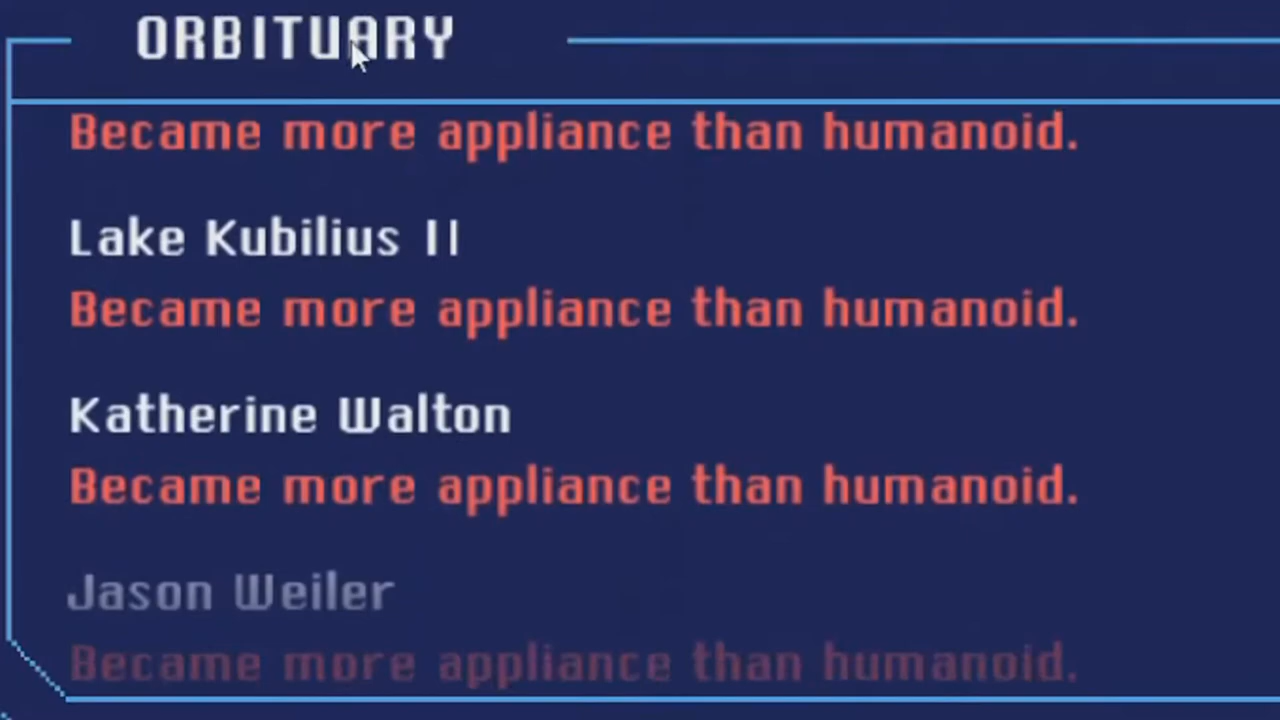 ORBITUARY
Became more appliance than humanoid.
Lake Kubilius II
Became more appliance than humanoid.
Katherine Walton
Became more appliance than humanoid.
Jason Weiler
Became more appliance than humanoid.